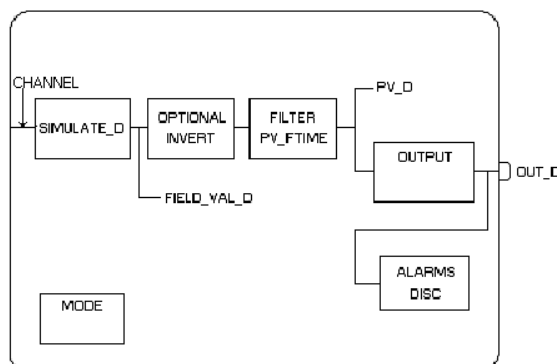 CHANNEL
SIMULATE_D
OPTIONAL
INVERT
FILTER
PV_FTIME
PV_D
OUTPUT
OUT_D
FIELD_VAL_D
ALARMS
DISC
MODE